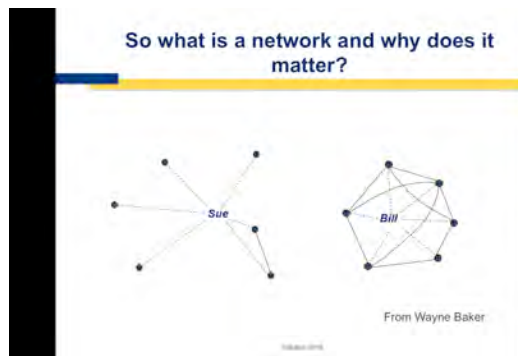 So what is a network and why does it
matter?
Sue
Bill
From Wayne Baker